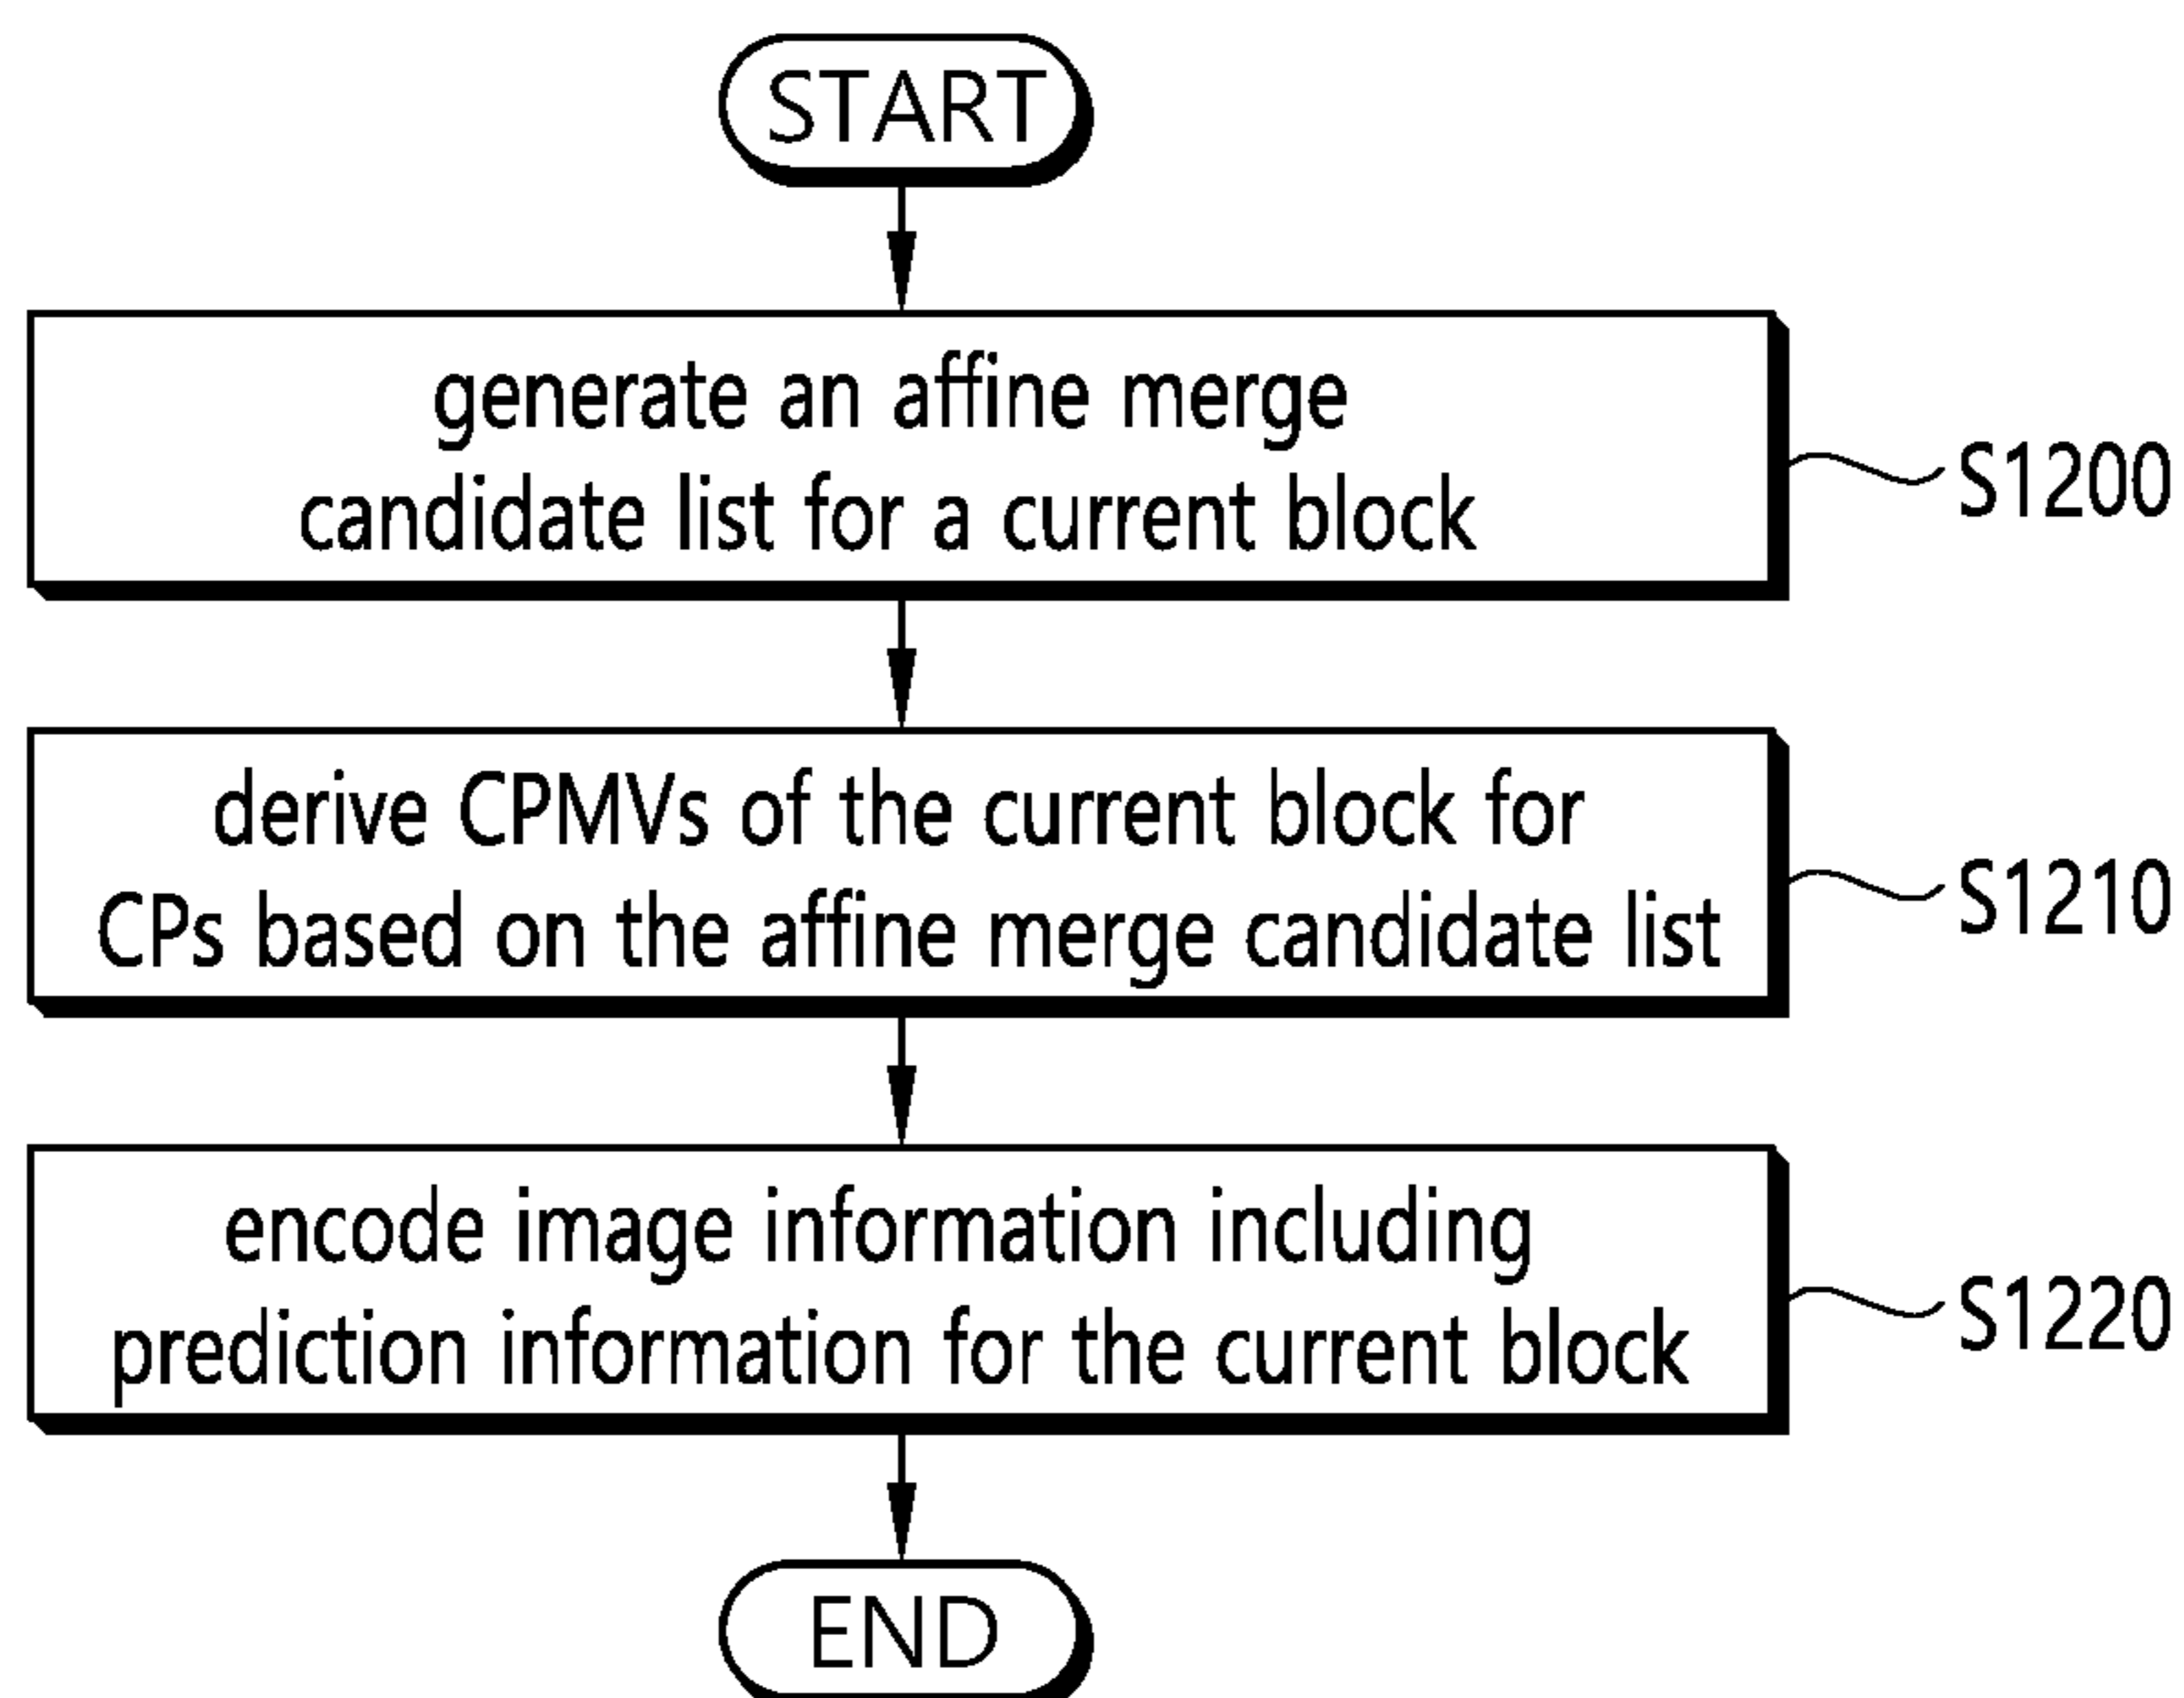 START
generate an affine merge
candidate list for a current block
S1200
derive CPMVs of the current block for
CPs based on the affine merge candidate list
S1210
encode image information including
prediction information for the current block
S1220
END